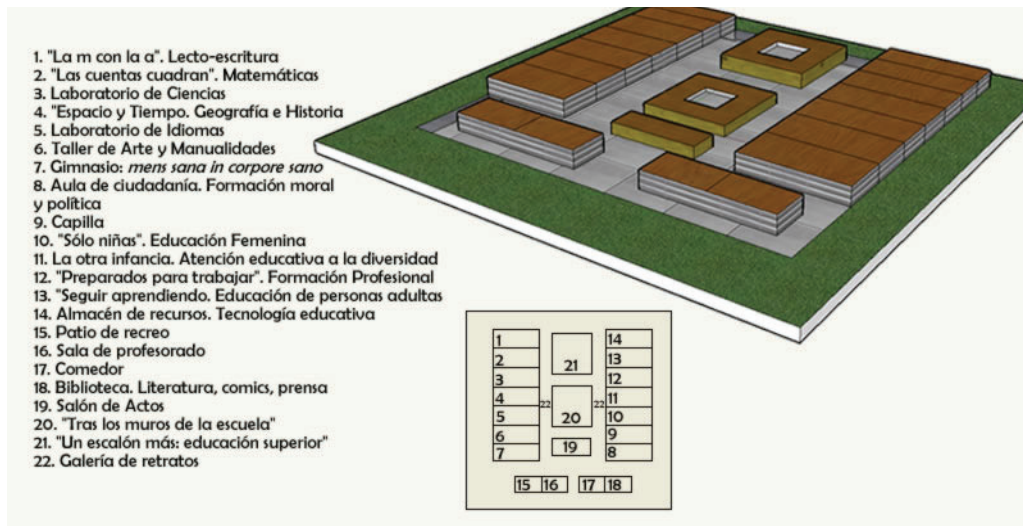 1. "La m con la a". Lecto-escritura
2. "Las cuentas cuadran". Matemáticas
3. Laboratorio de Ciencias
4. "Espacio y Tiempo. Geografía e Historia
5. Laboratorio de Idiomas
6. Taller de Arte y Manualidades
7. Gimnasio: mens sana in corpore sano
8. Aula de ciudadanía. Formación moral
y política
9. Capilla
10. "Sólo niñas". Educación Femenina
11. La otra infancia. Atención educativa a la diversidad
12. "Preparados para trabajar". Formación Profesional
13. "Seguir aprendiendo. Educación de personas adultas
14. Almacén de recursos. Tecnología educativa
15. Patio de recreo
16. Sala de profesorado
17. Comedor
18. Biblioteca. Literatura, comics, prensa
19. Salón de Actos
20. "Tras los muros de la escuela"
21. "Un escalón más: educación superior"
22. Galería de retratos
1
2
3
4
5
6
7
21
22
20
22
19
14
13
12
11
10
9
8
15 16
17 18